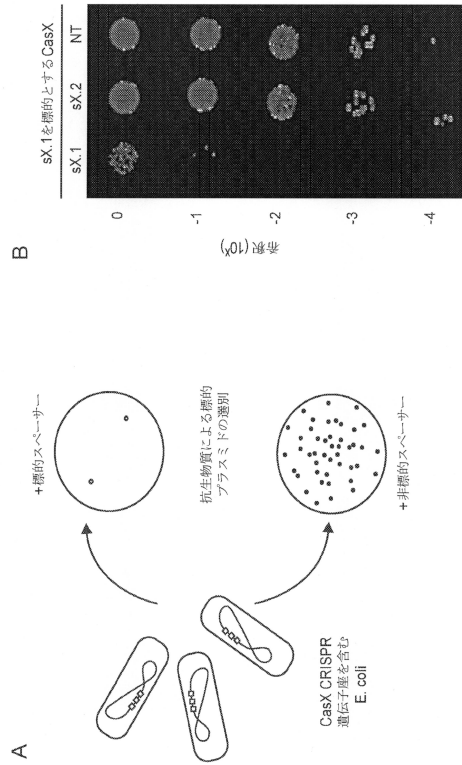 A
CasX CRISPR
遺伝子座を含む
E. coli
+標的スペーサー
抗生物質による標的
プラスミドの選別
+非標的スペーサー
B
sX.1を標的とするCasX
sX.1
sX.2
NT
0
-1
-2
-3
-4
希釈 (10ˣ)